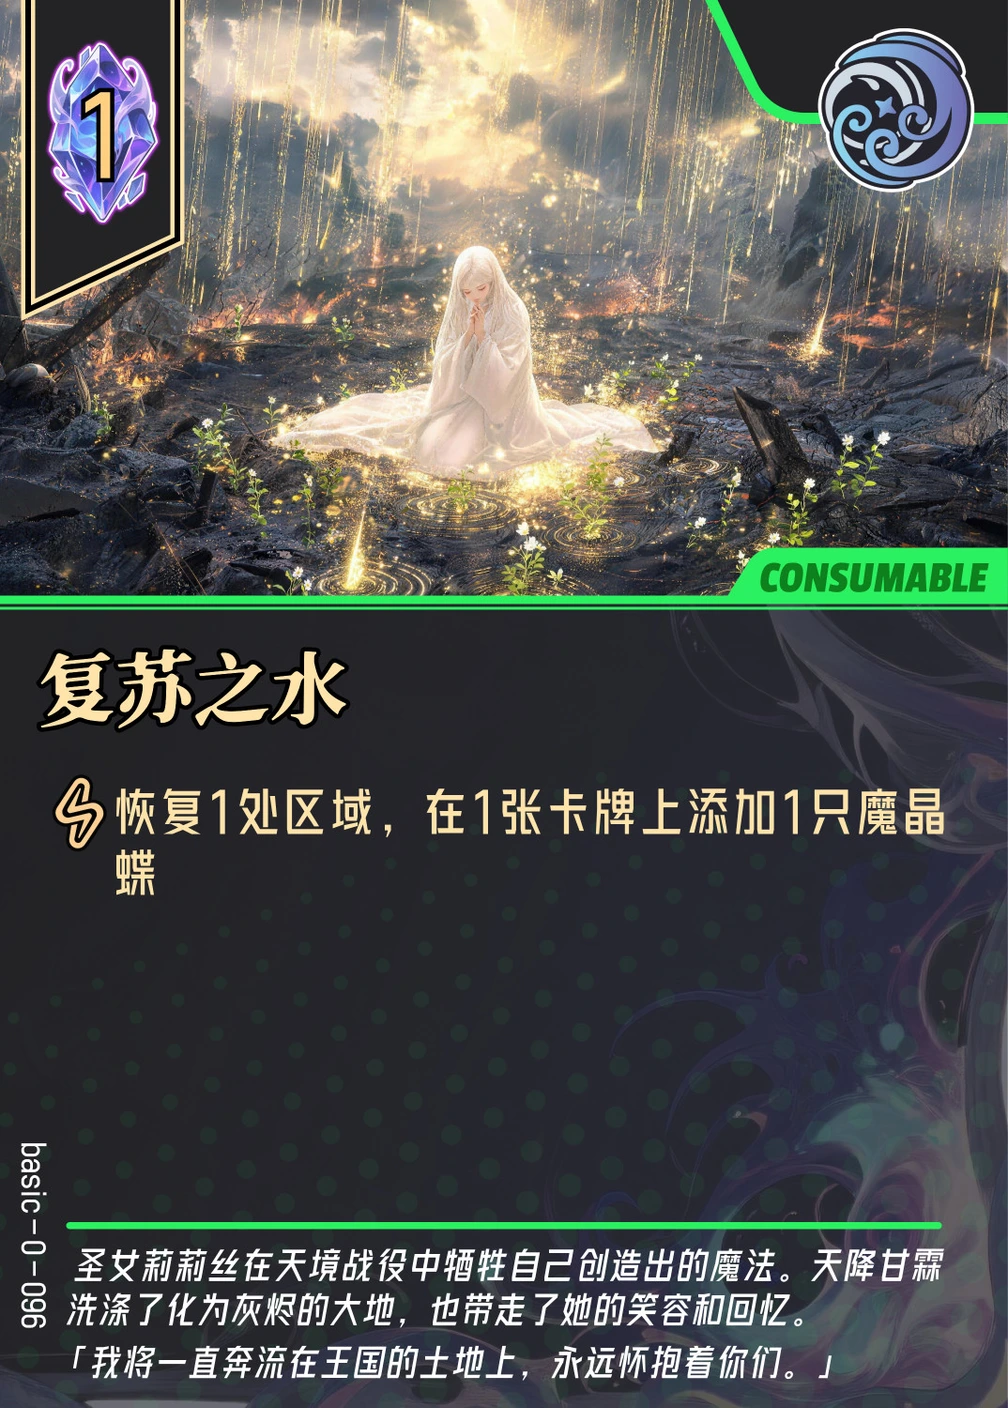 1
CONSUMABLE
复苏之水
恢复1处区域，在1张卡牌上添加1只魔晶
蝶
basic-0-096
圣女莉莉丝在天境战役中牺牲自己创造出的魔法。天降甘霖
洗涤了化为灰烬的大地，也带走了她的笑容和回忆。
「我将一直奔流在王国的土地上，永远怀抱着你们。」